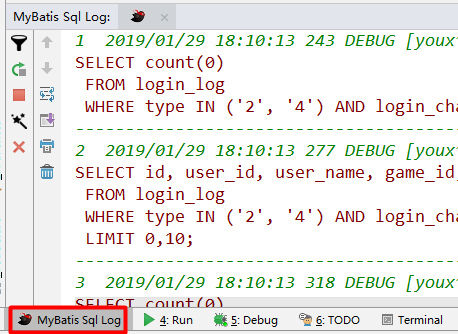 MyBatis Sql Log:
1 2019/01/29 18:10:13 243 DEBUG [youx
SELECT count(0)
FROM login_log
WHERE type IN ('2', '4') AND login_cha
2 2019/01/29 18:10:13 277 DEBUG [youx
SELECT id, user_id, user_name, game_id,
FROM login_log
WHERE type IN ('2', '4') AND login_cha
LIMIT 0,10;
3 2019/01/29 18:10:13 318 DEBUG [youx
SELECT count(0)
MyBatis Sql Log 4: Run 5: Debug 6: TODO Terminal